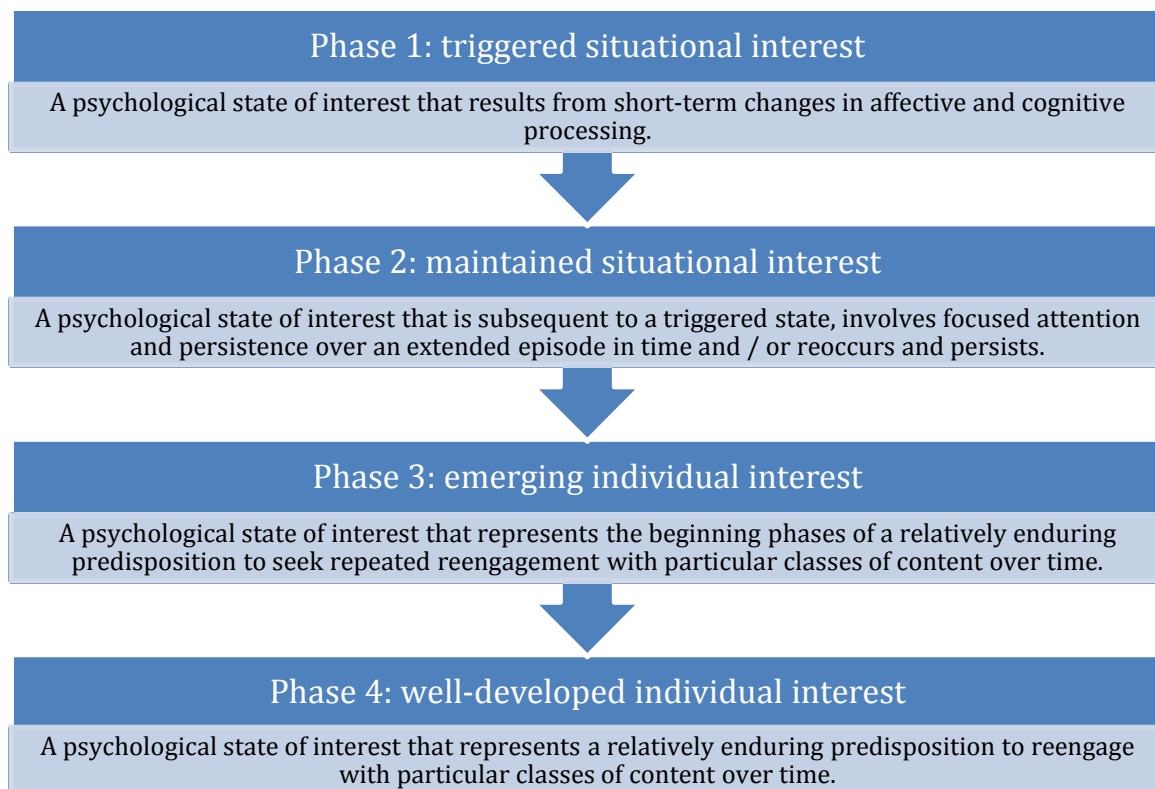 Phase 1: triggered situational interest
A psychological state of interest that results from short-term changes in affective and cognitive
processing.
Phase 2: maintained situational interest
A psychological state of interest that is subsequent to a triggered state, involves focused attention
and persistence over an extended episode in time and / or reoccurs and persists.
Phase 3: emerging individual interest
A psychological state of interest that represents the beginning phases of a relatively enduring
predisposition to seek repeated reengagement with particular classes of content over time.
Phase 4: well-developed individual interest
A psychological state of interest that represents a relatively enduring predisposition to reengage
with particular classes of content over time.